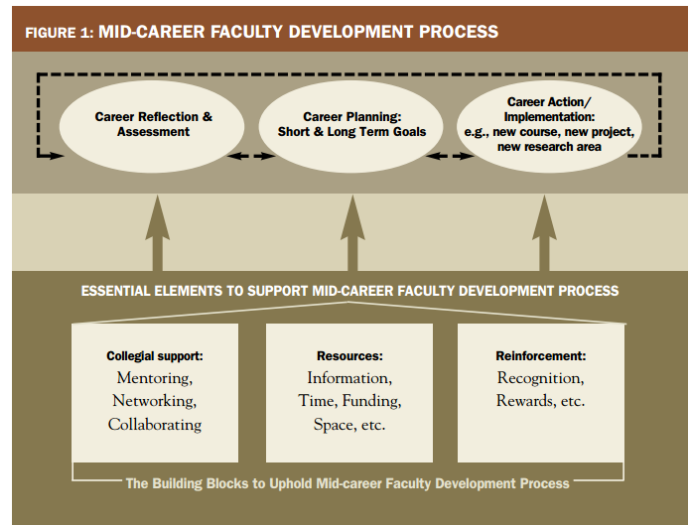 FIGURE 1: MID-CAREER FACULTY DEVELOPMENT PROCESS
Career Reflection &
Assessment
Career Planning:
Short & Long Term Goals
Career Action/
Implementation:
e.g., new course, new project,
new research area
ESSENTIAL ELEMENTS TO SUPPORT MID-CAREER FACULTY DEVELOPMENT PROCESS
Collegial support:
Mentoring,
Networking,
Collaborating
Resources:
Information,
Time, Funding,
Space, etc.
Reinforcement:
Recognition,
Rewards, etc.
The Building Blocks to Uphold Mid-career Faculty Development Process